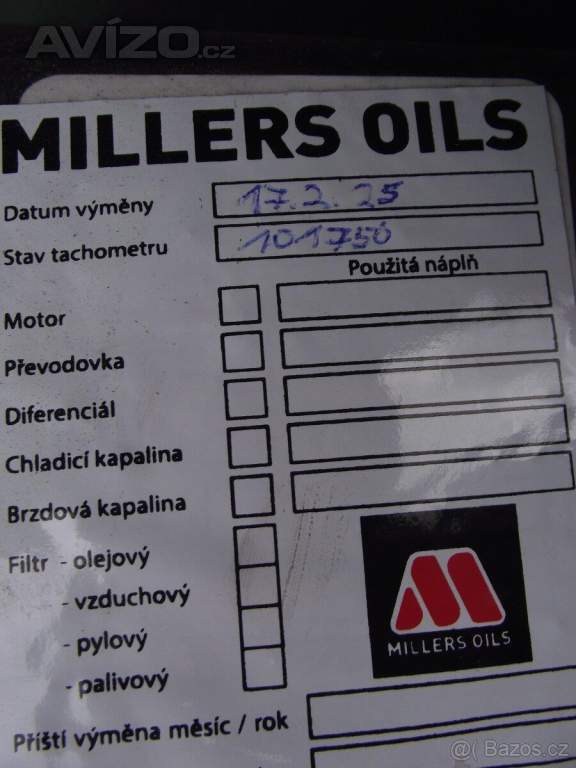 AVÍZO.cz
MILLERS OILS
Datum výměny 17.2.25
Stav tachometru 101750
Použitá náplň
Motor
Převodovka
Diferenciál
Chladicí kapalina
Brzdová kapalina
Filtr - olejový
- vzduchový
- pylový
- palivový
MILLERS OILS
Příští výměna měsíc / rok
© Bazos.cz